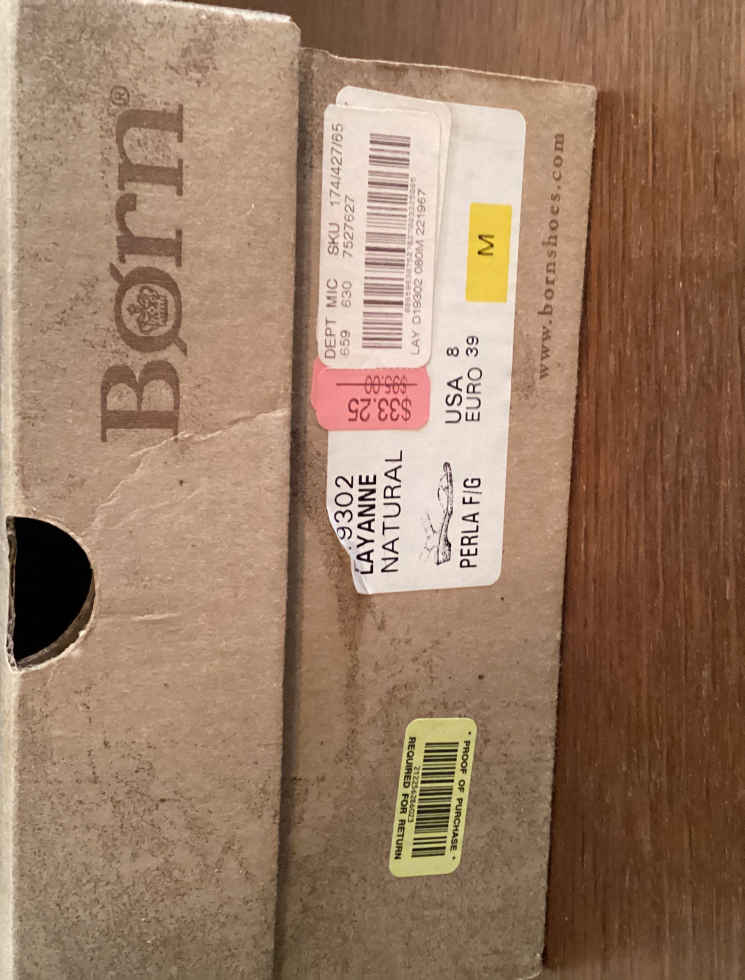 Børn®
DEPT MIC SKU 174/427/65
659 630 7527627
LAY D19302 080M 221967
$33.25
$95.00
9302
LAYANNE
NATURAL
USA 8
EURO 39
M
PERLA F/G
www.bornshoes.com
* PROOF OF PURCHASE *
REQUIRED FOR RETURN